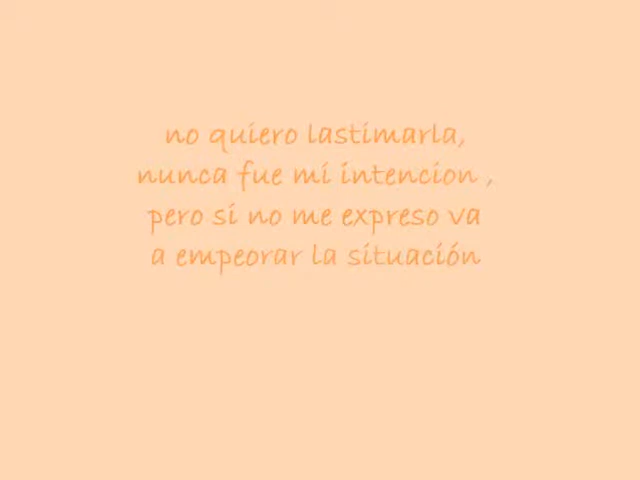 no quiero lastimarla,
nunca fue mi intencion ,
pero si no me expreso va
a empeorar la situación